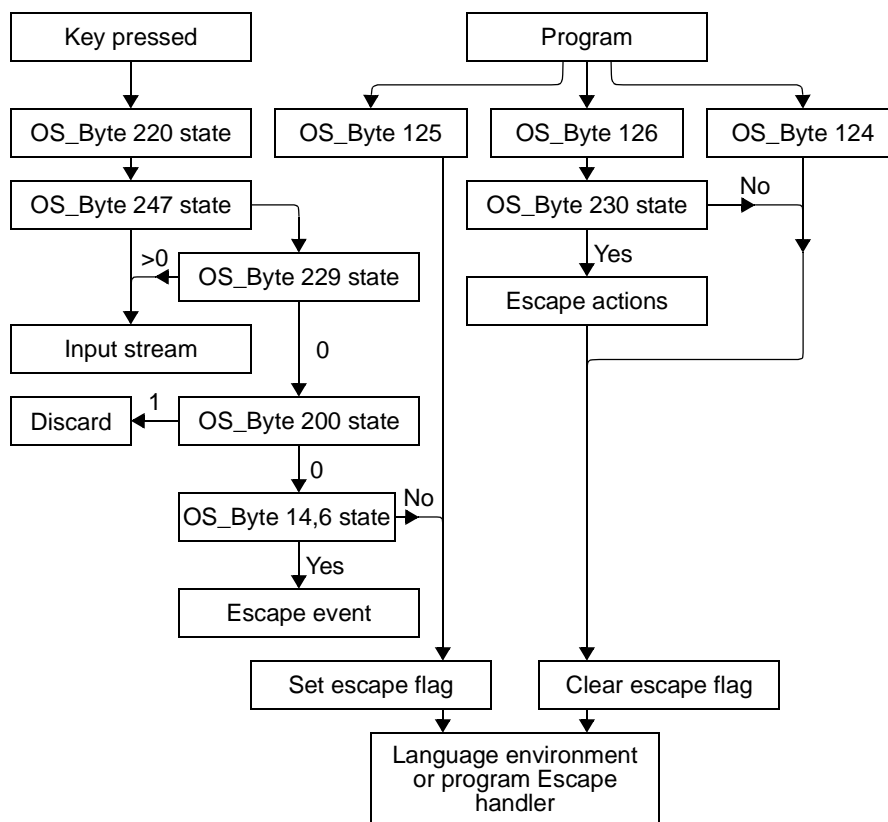 Key pressed
Program
OS_Byte 220 state
OS_Byte 125
OS_Byte 126
OS_Byte 124
OS_Byte 247 state
OS_Byte 230 state
No
>0
OS_Byte 229 state
Yes
Escape actions
Input stream
0
Discard
1
OS_Byte 200 state
0
OS_Byte 14,6 state
No
Yes
Escape event
Set escape flag
Clear escape flag
Language environment
or program Escape
handler